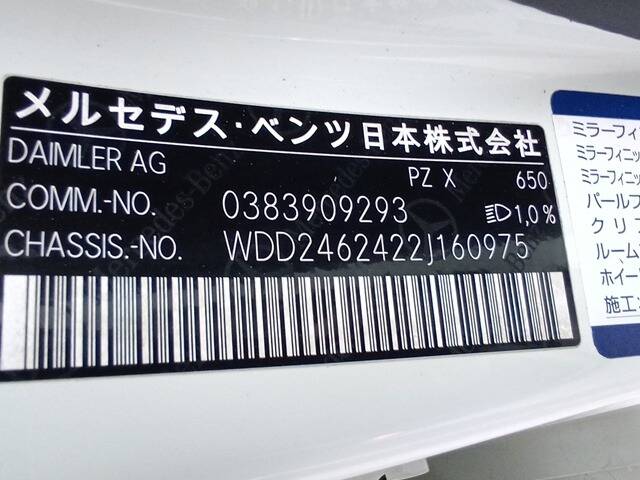 メルセデス・ベンツ日本株式会社
DAIMLER AG
PZ X 650
COMM.-NO. 0383909293 1,0%
CHASSIS.-NO. WDD2462422J160975
ミラーフィ
ミラーフィニッ
ミラーフィニッ
パールフ
クリア
ルーム
ホイー
施工